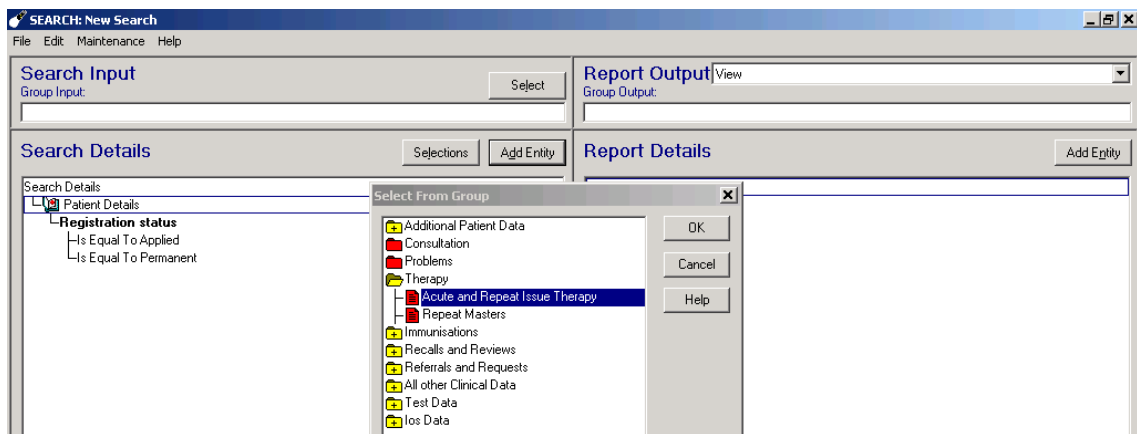 SEARCH: New Search
File Edit Maintenance Help
Search Input
Group Input:
Select
Report Output
View
Group Output:
Search Details
Selections
Add Entity
Report Details
Add Entity
Search Details
Patient Details
Registration status
Is Equal To Applied
Is Equal To Permanent
Select From Group
Additional Patient Data
Consultation
Problems
Therapy
Acute and Repeat Issue Therapy
Repeat Masters
Immunisations
Recalls and Reviews
Referrals and Requests
All other Clinical Data
Test Data
Ios Data
OK
Cancel
Help